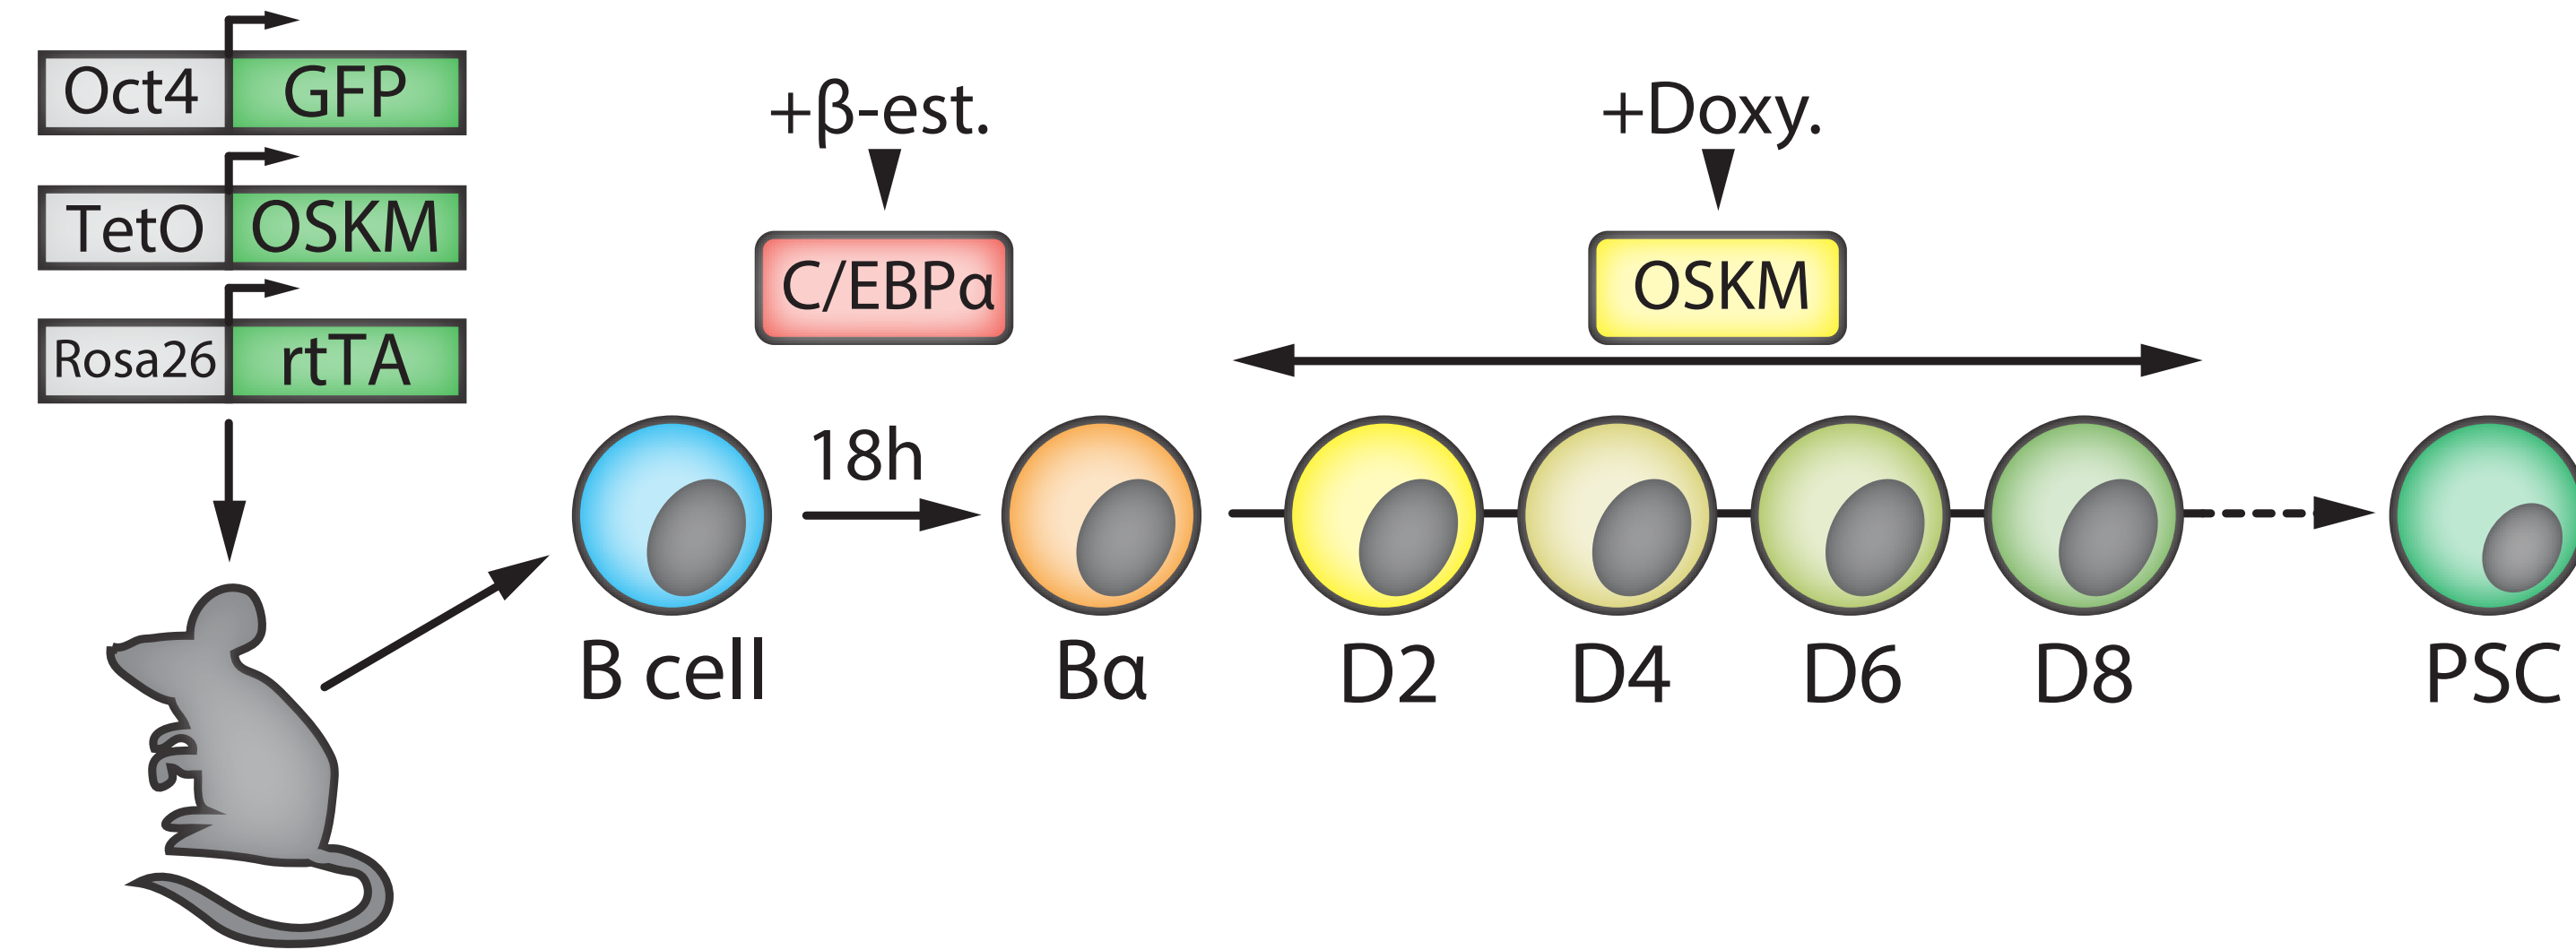 Oct4 GFP
TetO OSKM
Rosa26 rtTA
+β-est.
C/EBPα
+Doxy.
OSKM
18h
B cell
Bα
D2
D4
D6
D8
PSC